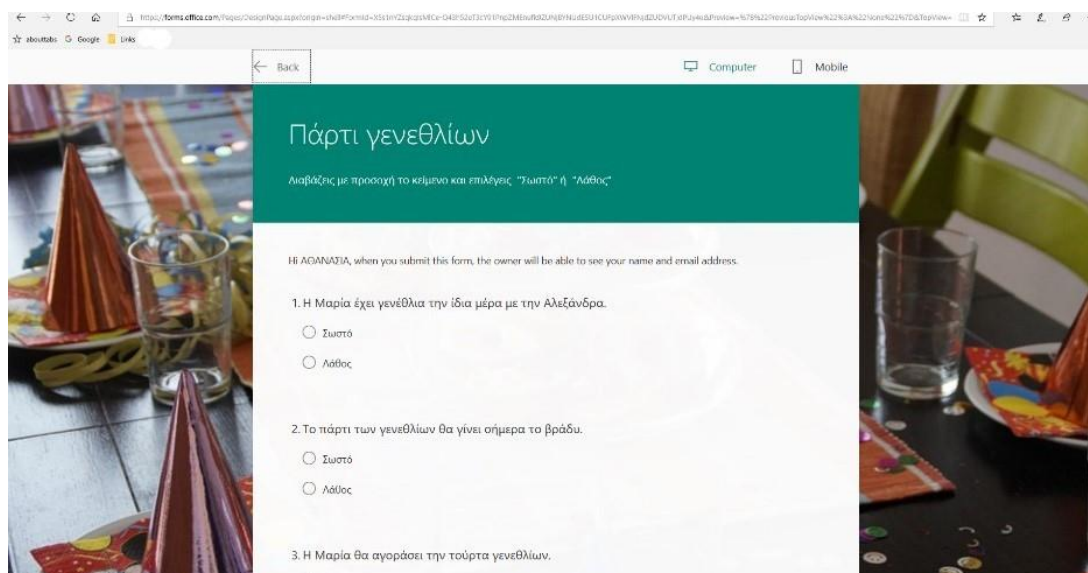 abouttabs Google Links
Back Computer Mobile
Πάρτι γενεθλίων
Διαβάζεις με προσοχή το κείμενο και επιλέγεις "Σωστό" ή "Λάθος"
Hi ΑΘΑΝΑΣΙΑ, when you submit this form, the owner will be able to see your name and email address.
1. Η Μαρία έχει γενέθλια την ίδια μέρα με την Αλεξάνδρα.
Σωστό
Λάθος
2. Το πάρτι των γενεθλίων θα γίνει σήμερα το βράδυ.
Σωστό
Λάθος
3. Η Μαρία θα αγοράσει την τούρτα γενεθλίων.